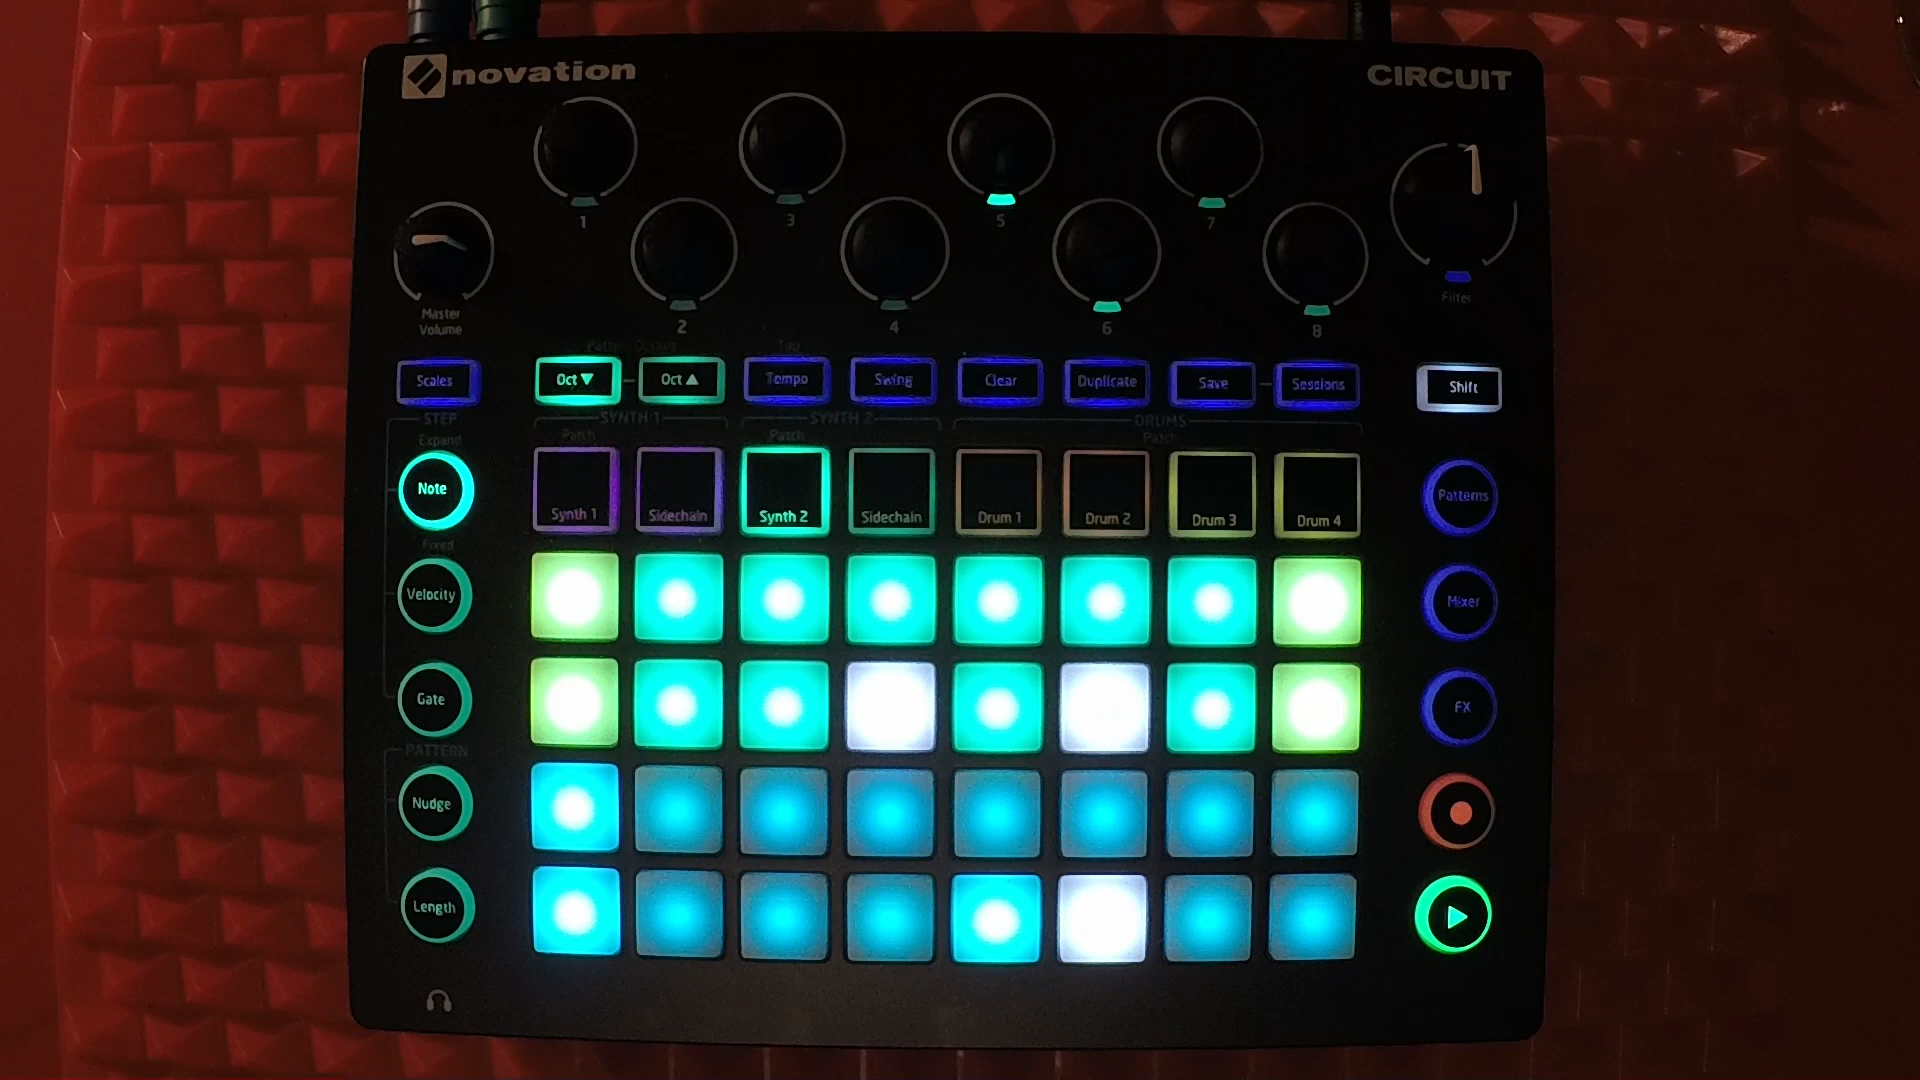 novation
CIRCUIT
1
3
5
7
Master
Volume
2
4
6
8
Filter
Pattern Octave
Tap
Scales
Oct ▼
Oct ▲
Tempo
Swing
Clear
Duplicate
Save
Sessions
Shift
STEP
SYNTH 1
SYNTH 2
DRUMS
Expand
Patch
Patch
Patch
Note
Synth 1
Sidechain
Synth 2
Sidechain
Drum 1
Drum 2
Drum 3
Drum 4
Patterns
Fixed
Velocity
Mixer
Gate
FX
PATTERN
Nudge
Length